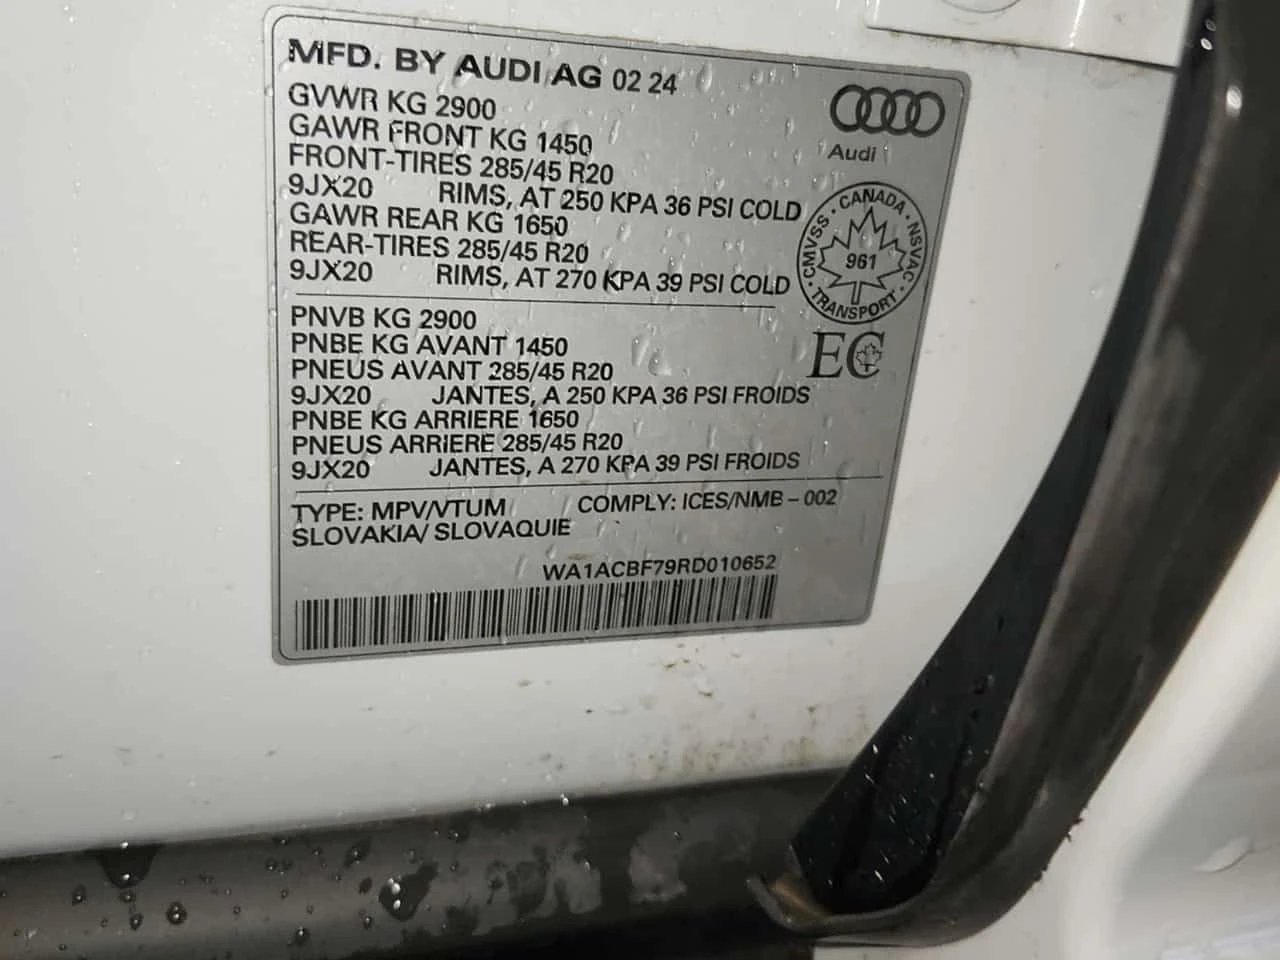 MFD. BY AUDI AG 02 24
GVWR KG 2900
GAWR FRONT KG 1450
FRONT-TIRES 285/45 R20
9JX20 RIMS, AT 250 KPA 36 PSI COLD
GAWR REAR KG 1650
REAR-TIRES 285/45 R20
9JX20 RIMS, AT 270 KPA 39 PSI COLD
Audi
CMVSS · CANADA · NSVAC · TRANSPORT ·
961
PNVB KG 2900
PNBE KG AVANT 1450
PNEUS AVANT 285/45 R20
9JX20 JANTES, A 250 KPA 36 PSI FROIDS
PNBE KG ARRIERE 1650
PNEUS ARRIERE 285/45 R20
9JX20 JANTES, A 270 KPA 39 PSI FROIDS
EC
TYPE: MPV/VTUM COMPLY: ICES/NMB – 002
SLOVAKIA/ SLOVAQUIE
WA1ACBF79RD010652